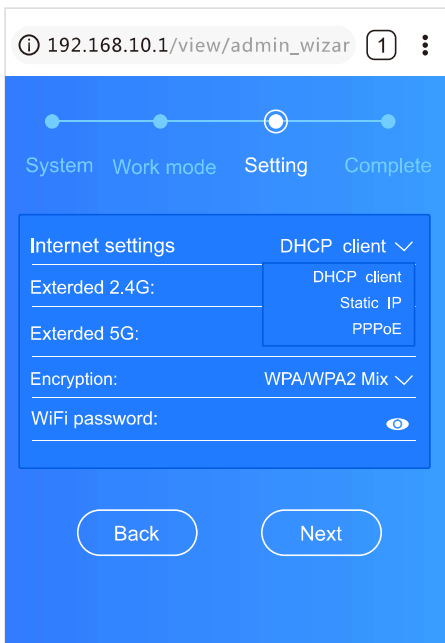 192.168.10.1/view/admin_wizar 1
System Work mode Setting Complete
Internet settings DHCP client
DHCP client
Exterded 2.4G:
Static IP
PPPoE
Exterded 5G:
Encryption: WPA/WPA2 Mix
WiFi password:
Back Next